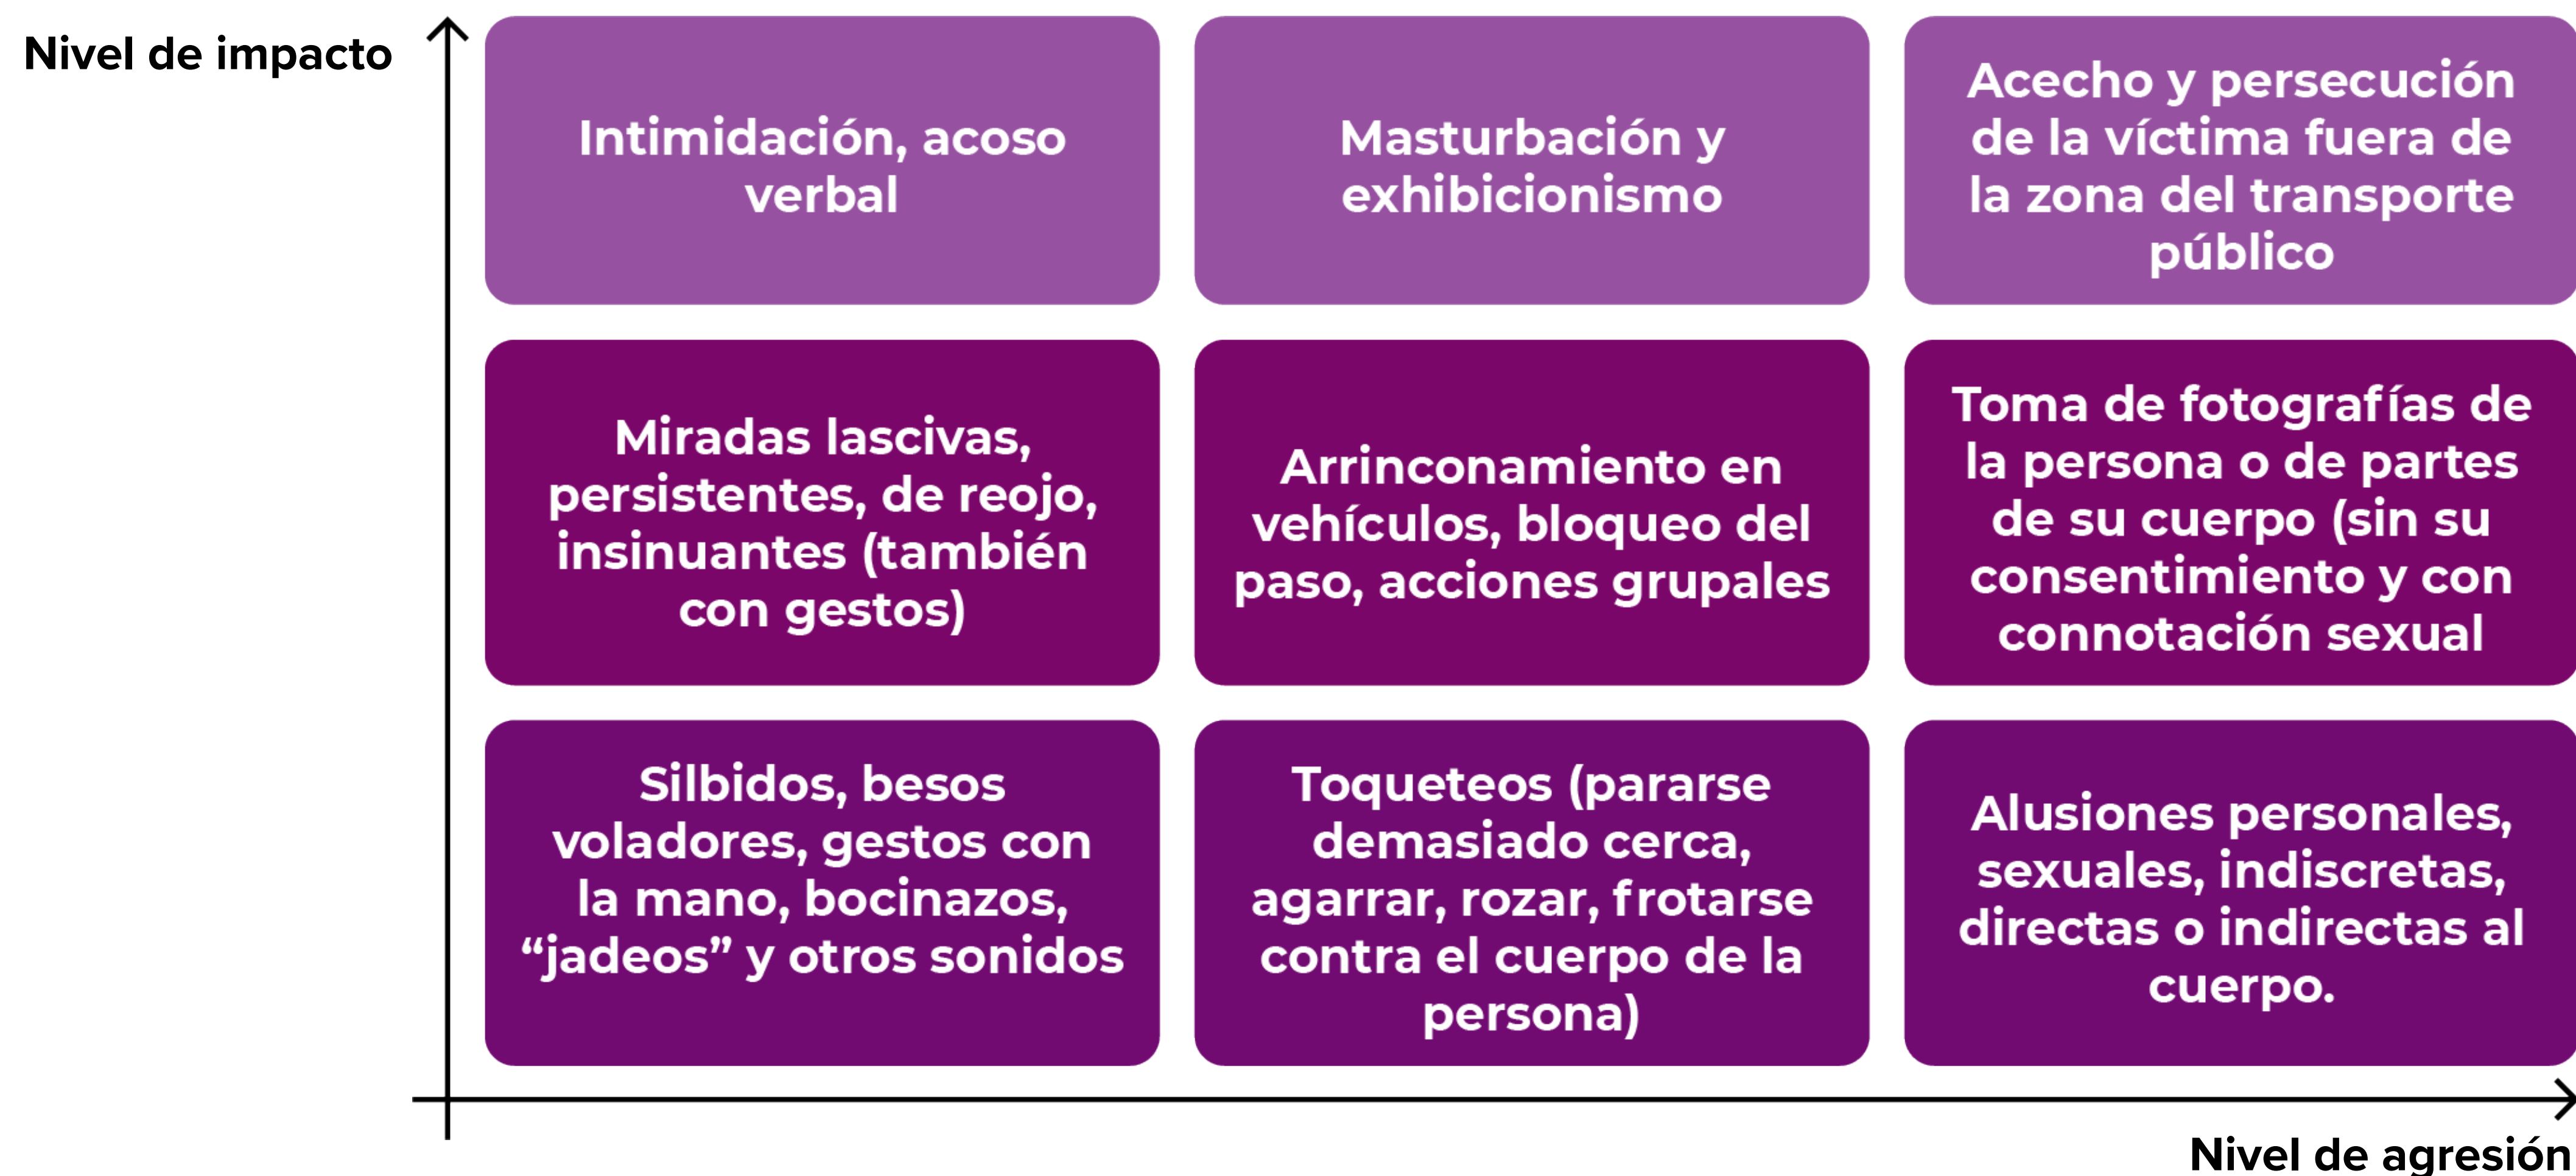 Nivel de impacto
Intimidación, acoso
verbal
Masturbación y
exhibicionismo
Acecho y persecución
de la víctima fuera de
la zona del transporte
público
Miradas lascivas,
persistentes, de reojo,
insinuantes (también
con gestos)
Arrinconamiento en
vehículos, bloqueo del
paso, acciones grupales
Toma de fotografías de
la persona o de partes
de su cuerpo (sin su
consentimiento y con
connotación sexual
Silbidos, besos
voladores, gestos con
la mano, bocinazos,
“jadeos” y otros sonidos
Toqueteos (pararse
demasiado cerca,
agarrar, rozar, frotarse
contra el cuerpo de la
persona)
Alusiones personales,
sexuales, indiscretas,
directas o indirectas al
cuerpo.
Nivel de agresión